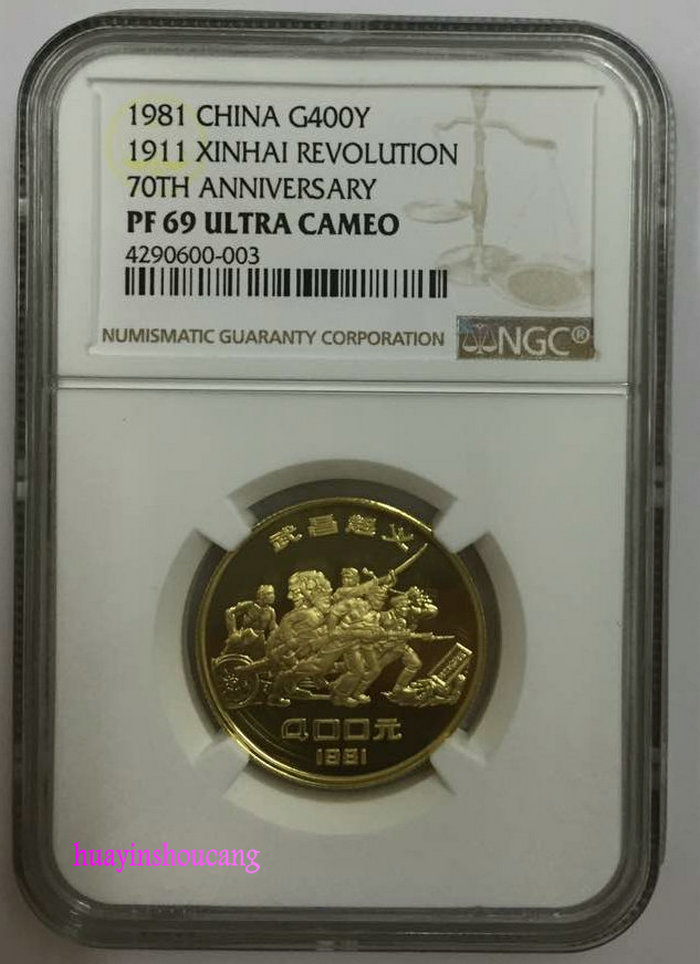 1981 CHINA G400Y
1911 XINHAI REVOLUTION
70TH ANNIVERSARY
PF 69 ULTRA CAMEO
4290600-003
NUMISMATIC GUARANTY CORPORATION
NGC®
武昌起义
400元
1981
huayinshoucang